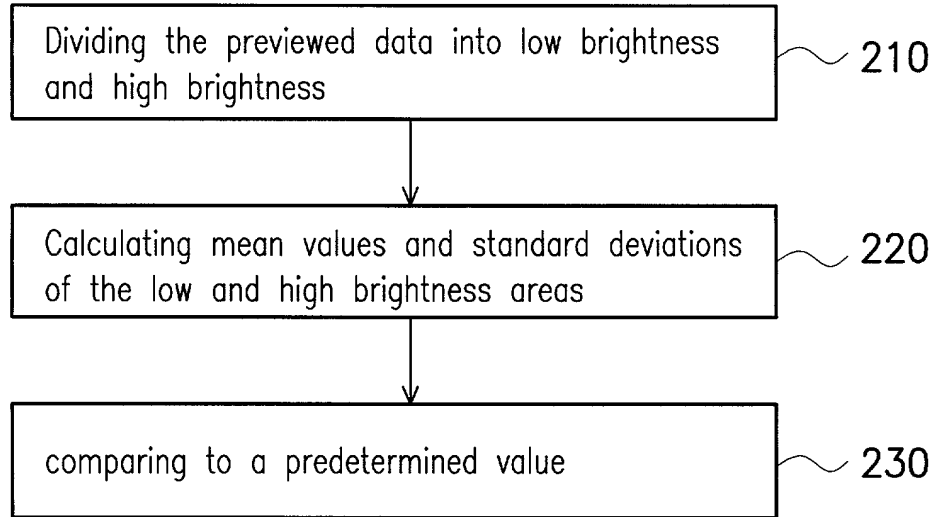 Dividing the previewed data into low brightness
and high brightness
210
Calculating mean values and standard deviations
of the low and high brightness areas
220
comparing to a predetermined value
230